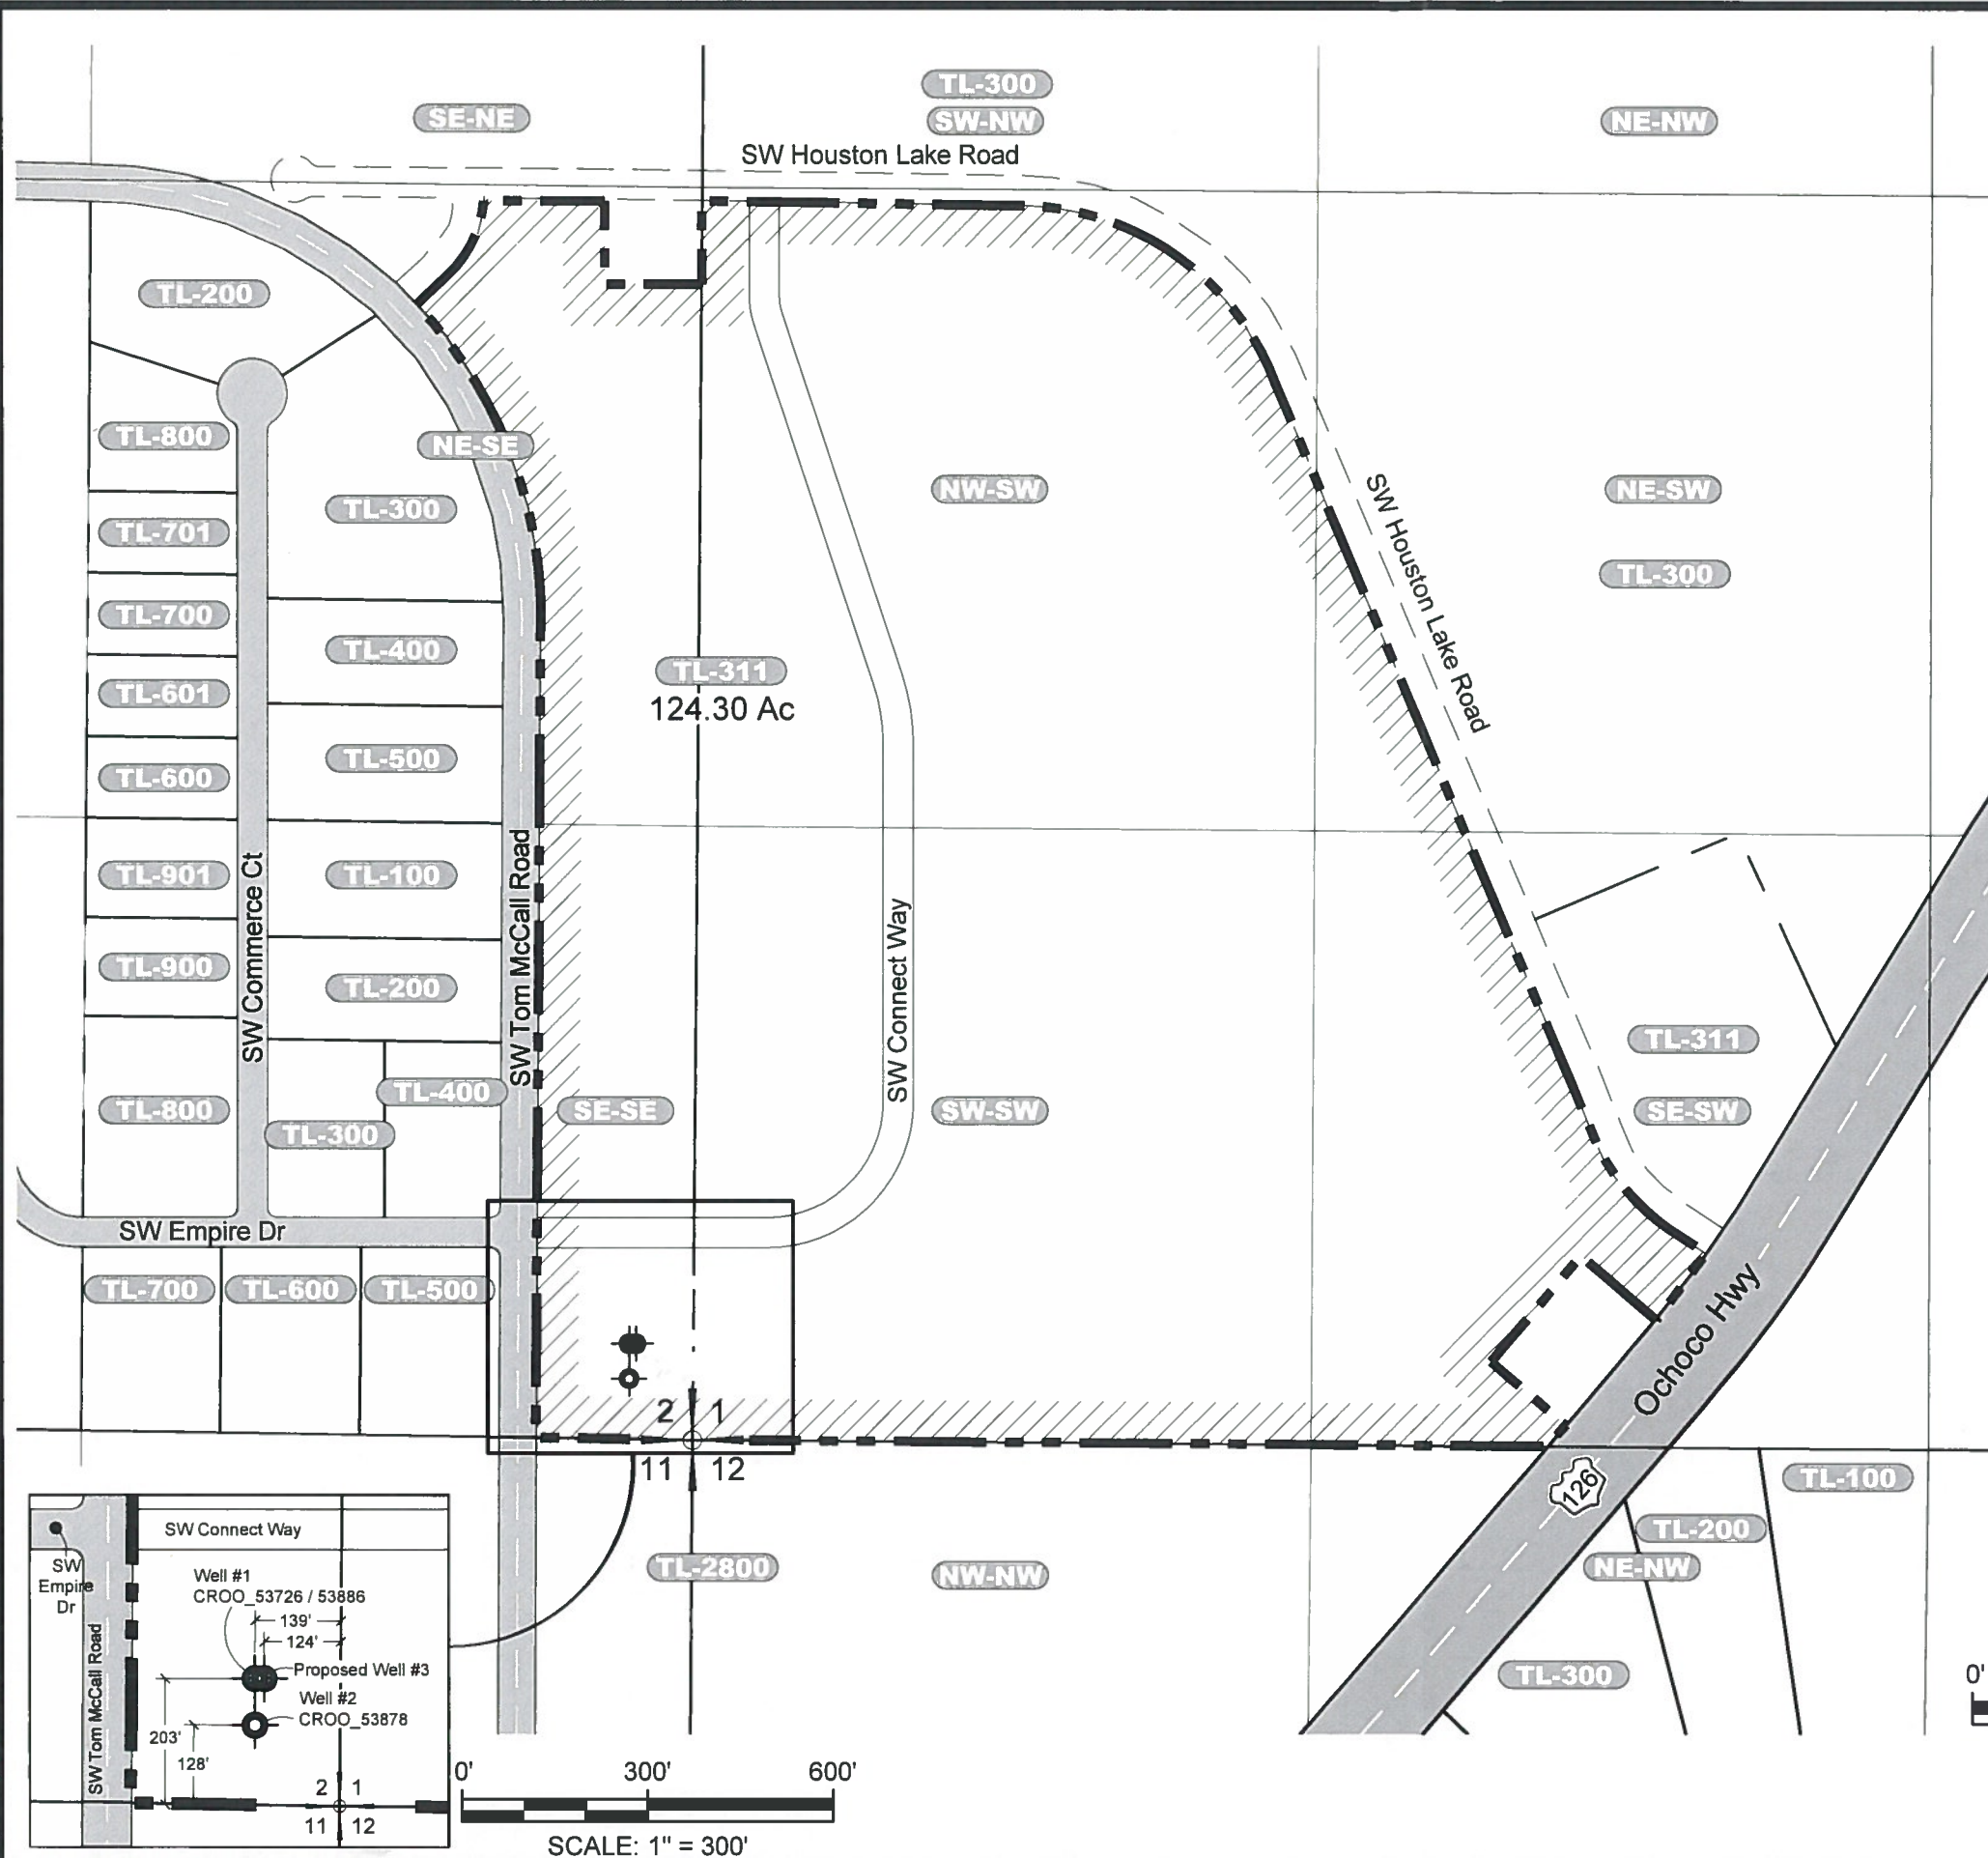 TL-300
SE-NE
SW-NW
NE-NW
SW Houston Lake Road
TL-200
TL-800
NE-SE
TL-300
NW-SW
NE-SW
TL-701
SW Houston Lake Road
TL-300
TL-700
TL-400
TL-311
124.30 Ac
TL-601
TL-500
TL-600
TL-901
SW Commerce Ct
TL-100
SW Tom McCall Road
SW Connect Way
TL-900
TL-200
TL-311
TL-800
TL-400
TL-300
SE-SE
SW-SW
SE-SW
SW Empire Dr
TL-700
TL-600
TL-500
Ochoco Hwy
2
1
11
12
126
TL-100
TL-200
TL-2800
NW-NW
NE-NW
TL-300
SW Connect Way
SW
Empire
Dr
Well #1
CROO_53726 / 53886
139'
124'
SW Tom McCall Road
Proposed Well #3
Well #2
CROO_53878
203'
128'
2
1
11
12
0'
300'
600'
SCALE: 1" = 300'
0'